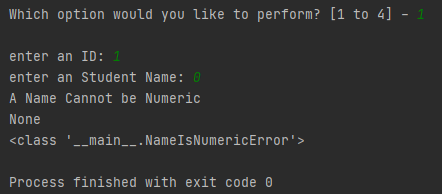 Which option would you like to perform? [1 to 4] – 1
enter an ID: 1
enter an Student Name: 0
A Name Cannot be Numeric
None
<class '__main__.NameIsNumericError'>
Process finished with exit code 0